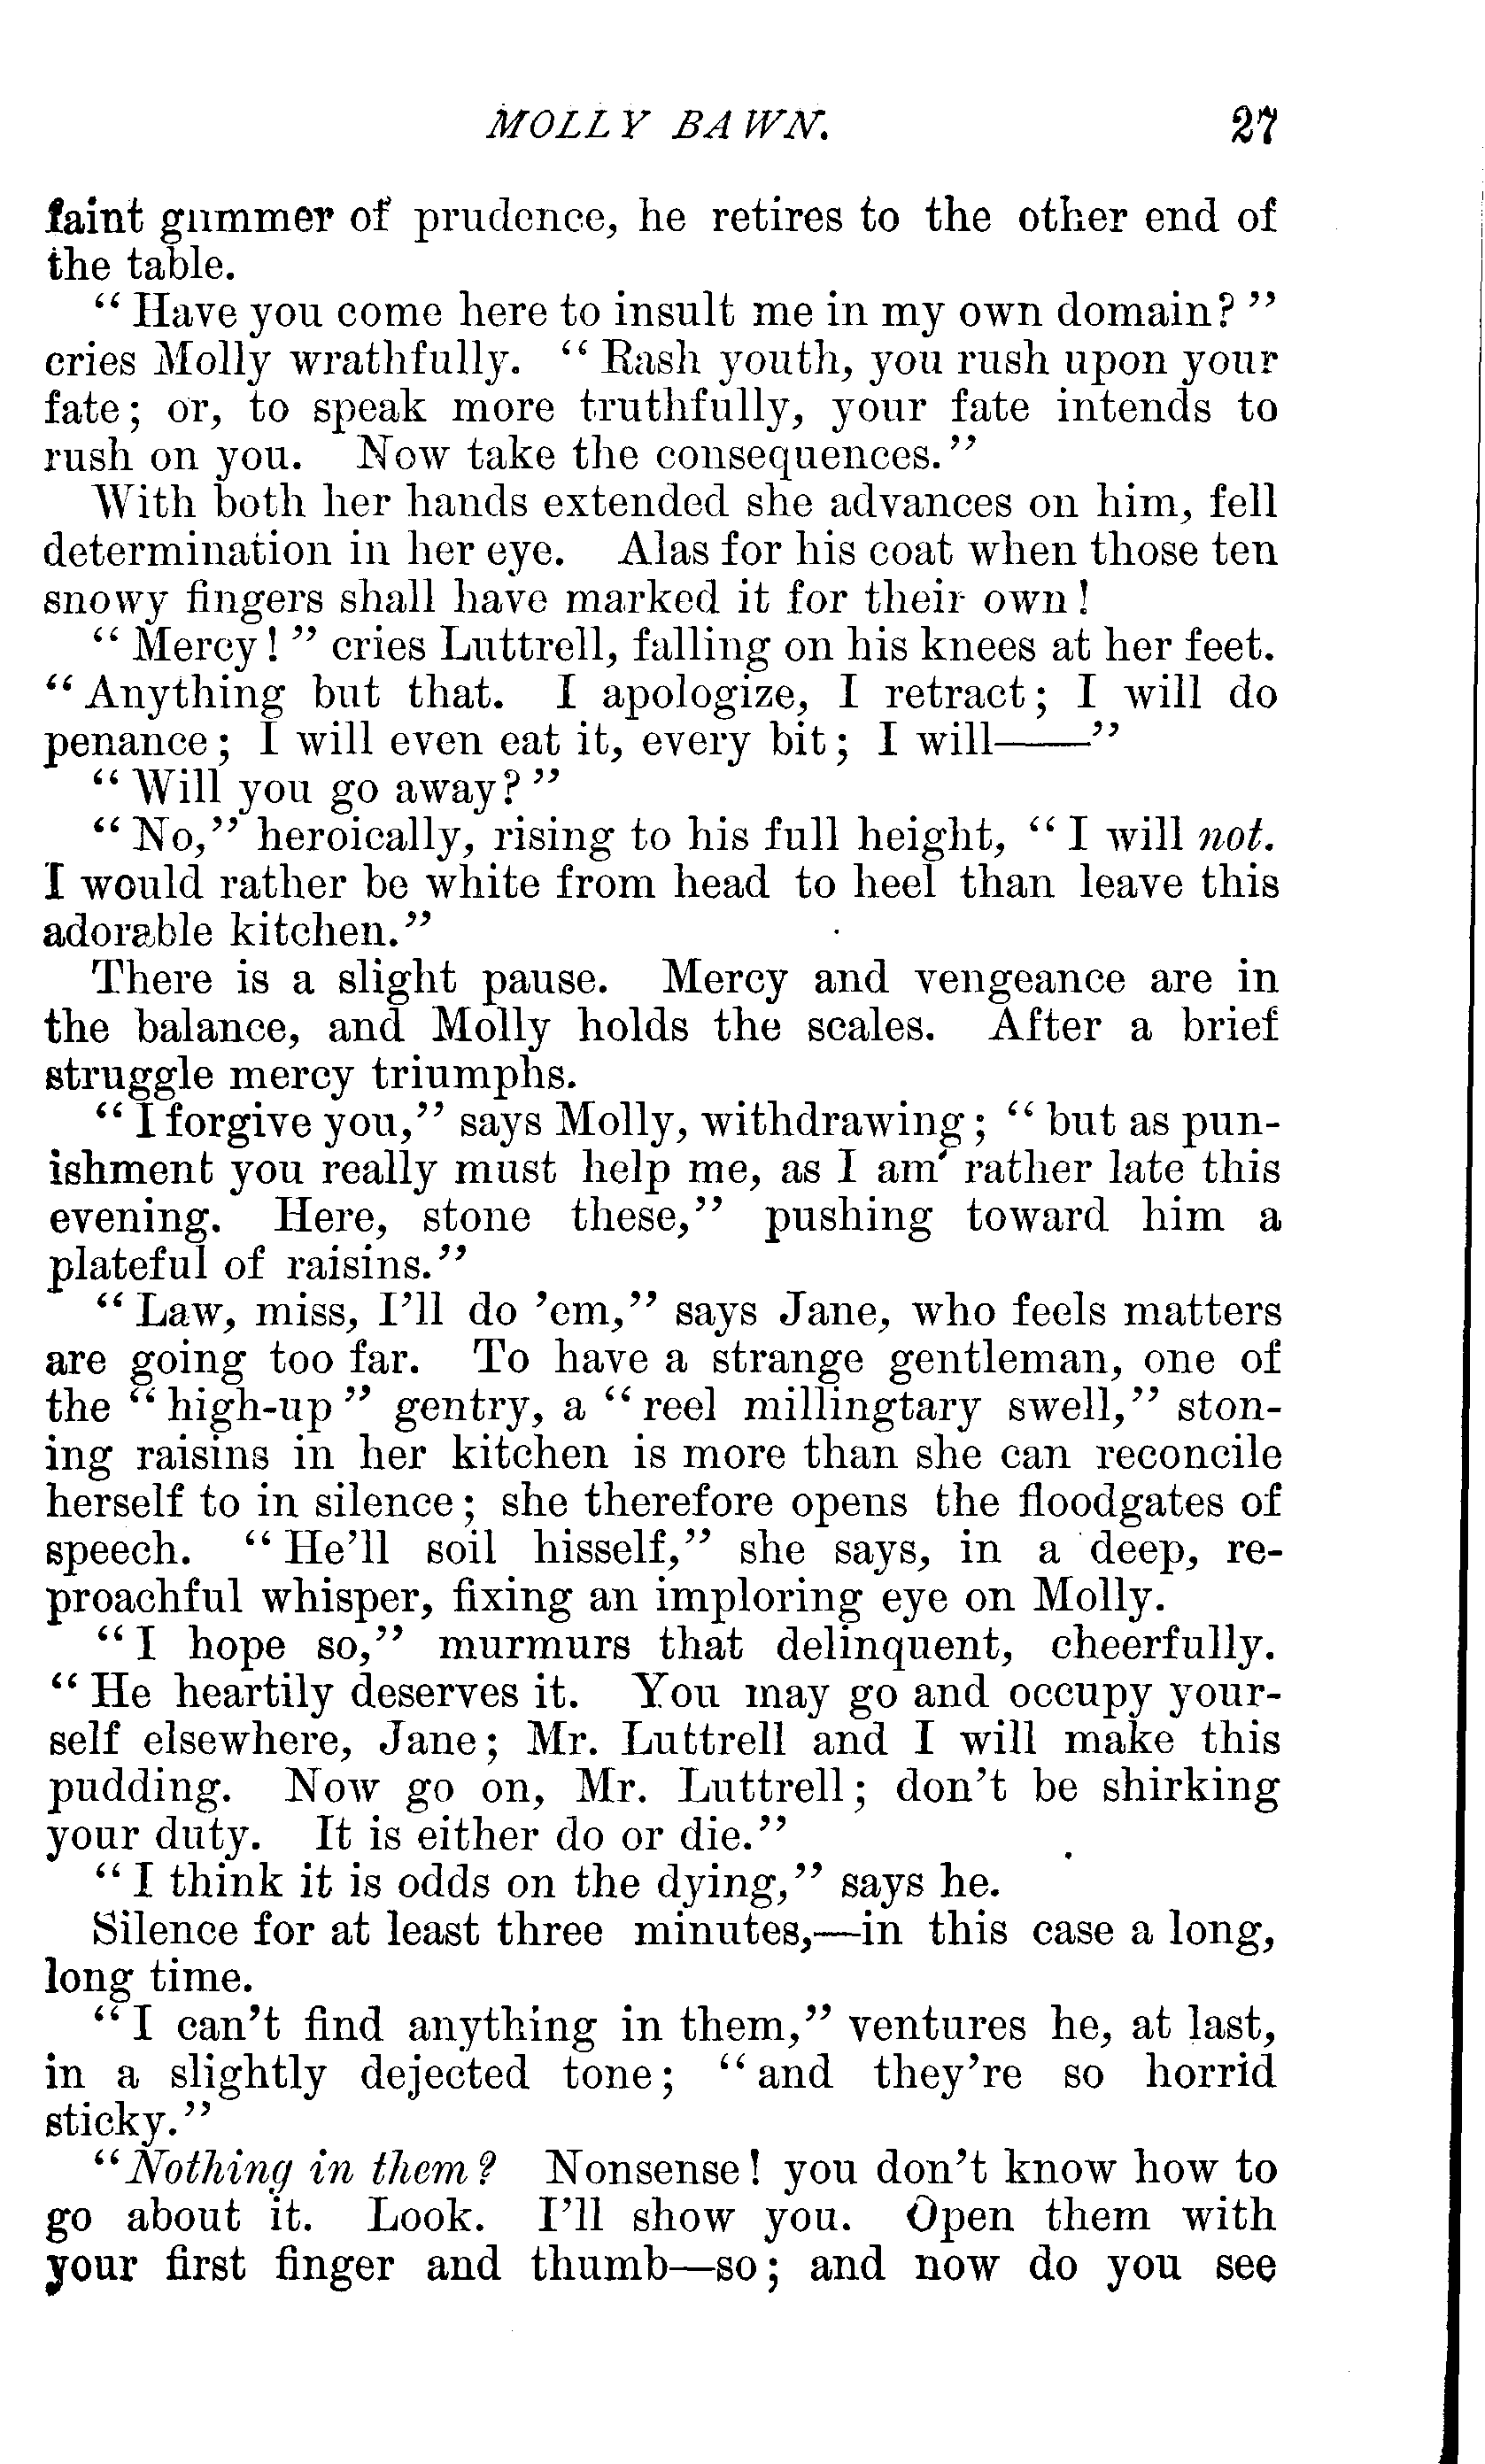 MOLLY BAWN. 27
faint glimmer of prudence, he retires to the other end of
the table.
"Have you come here to insult me in my own domain?"
cries Molly wrathfully. "Rash youth, you rush upon your
fate; or, to speak more truthfully, your fate intends to
rush on you. Now take the consequences."
With both her hands extended she advances on him, fell
determination in her eye. Alas for his coat when those ten
snowy fingers shall have marked it for their own!
"Mercy!" cries Luttrell, falling on his knees at her feet.
"Anything but that. I apologize, I retract; I will do
penance; I will even eat it, every bit; I will——"
"Will you go away?"
"No," heroically, rising to his full height, "I will not.
I would rather be white from head to heel than leave this
adorable kitchen."
There is a slight pause. Mercy and vengeance are in
the balance, and Molly holds the scales. After a brief
struggle mercy triumphs.
"I forgive you," says Molly, withdrawing; "but as pun-
ishment you really must help me, as I am rather late this
evening. Here, stone these," pushing toward him a
plateful of raisins."
"Law, miss, I'll do 'em," says Jane, who feels matters
are going too far. To have a strange gentleman, one of
the "high-up" gentry, a "reel millingtary swell," ston-
ing raisins in her kitchen is more than she can reconcile
herself to in silence; she therefore opens the floodgates of
speech. "He'll soil hisself," she says, in a deep, re-
proachful whisper, fixing an imploring eye on Molly.
"I hope so," murmurs that delinquent, cheerfully.
"He heartily deserves it. You may go and occupy your-
self elsewhere, Jane; Mr. Luttrell and I will make this
pudding. Now go on, Mr. Luttrell; don't be shirking
your duty. It is either do or die."
"I think it is odds on the dying," says he.
Silence for at least three minutes,—in this case a long,
long time.
"I can't find anything in them," ventures he, at last,
in a slightly dejected tone; "and they're so horrid
sticky."
"Nothing in them? Nonsense! you don't know how to
go about it. Look. I'll show you. Open them with
your first finger and thumb—so; and now do you see